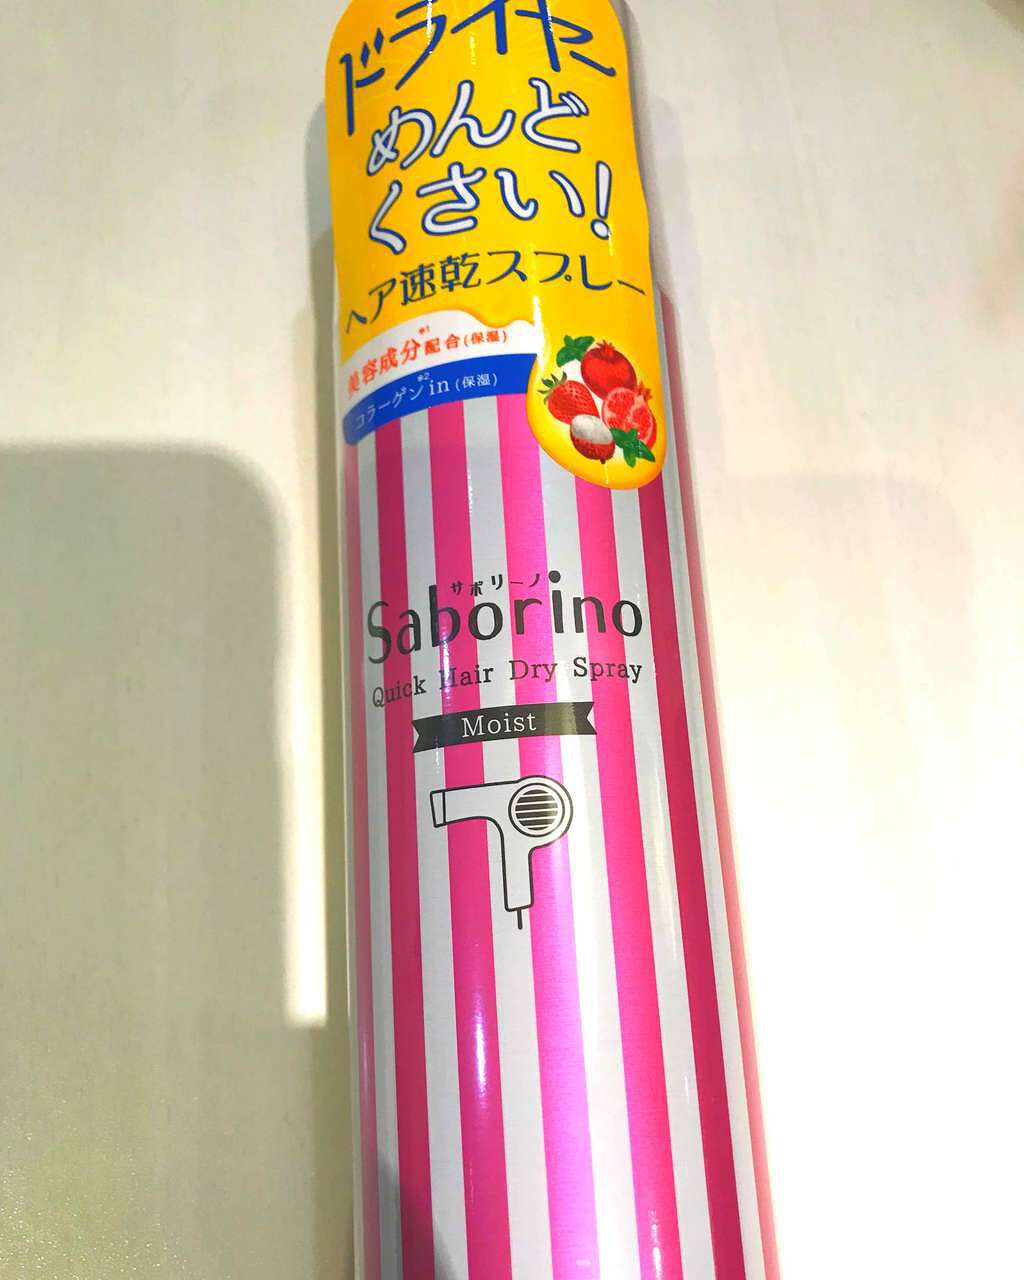 ドライヤー
めんど
くさい!
ヘア速乾スプレー
美容成分※1配合(保湿)
コラーゲン※2in(保湿)
サボリーノ
Saborino
Quick Hair Dry Spray
Moist